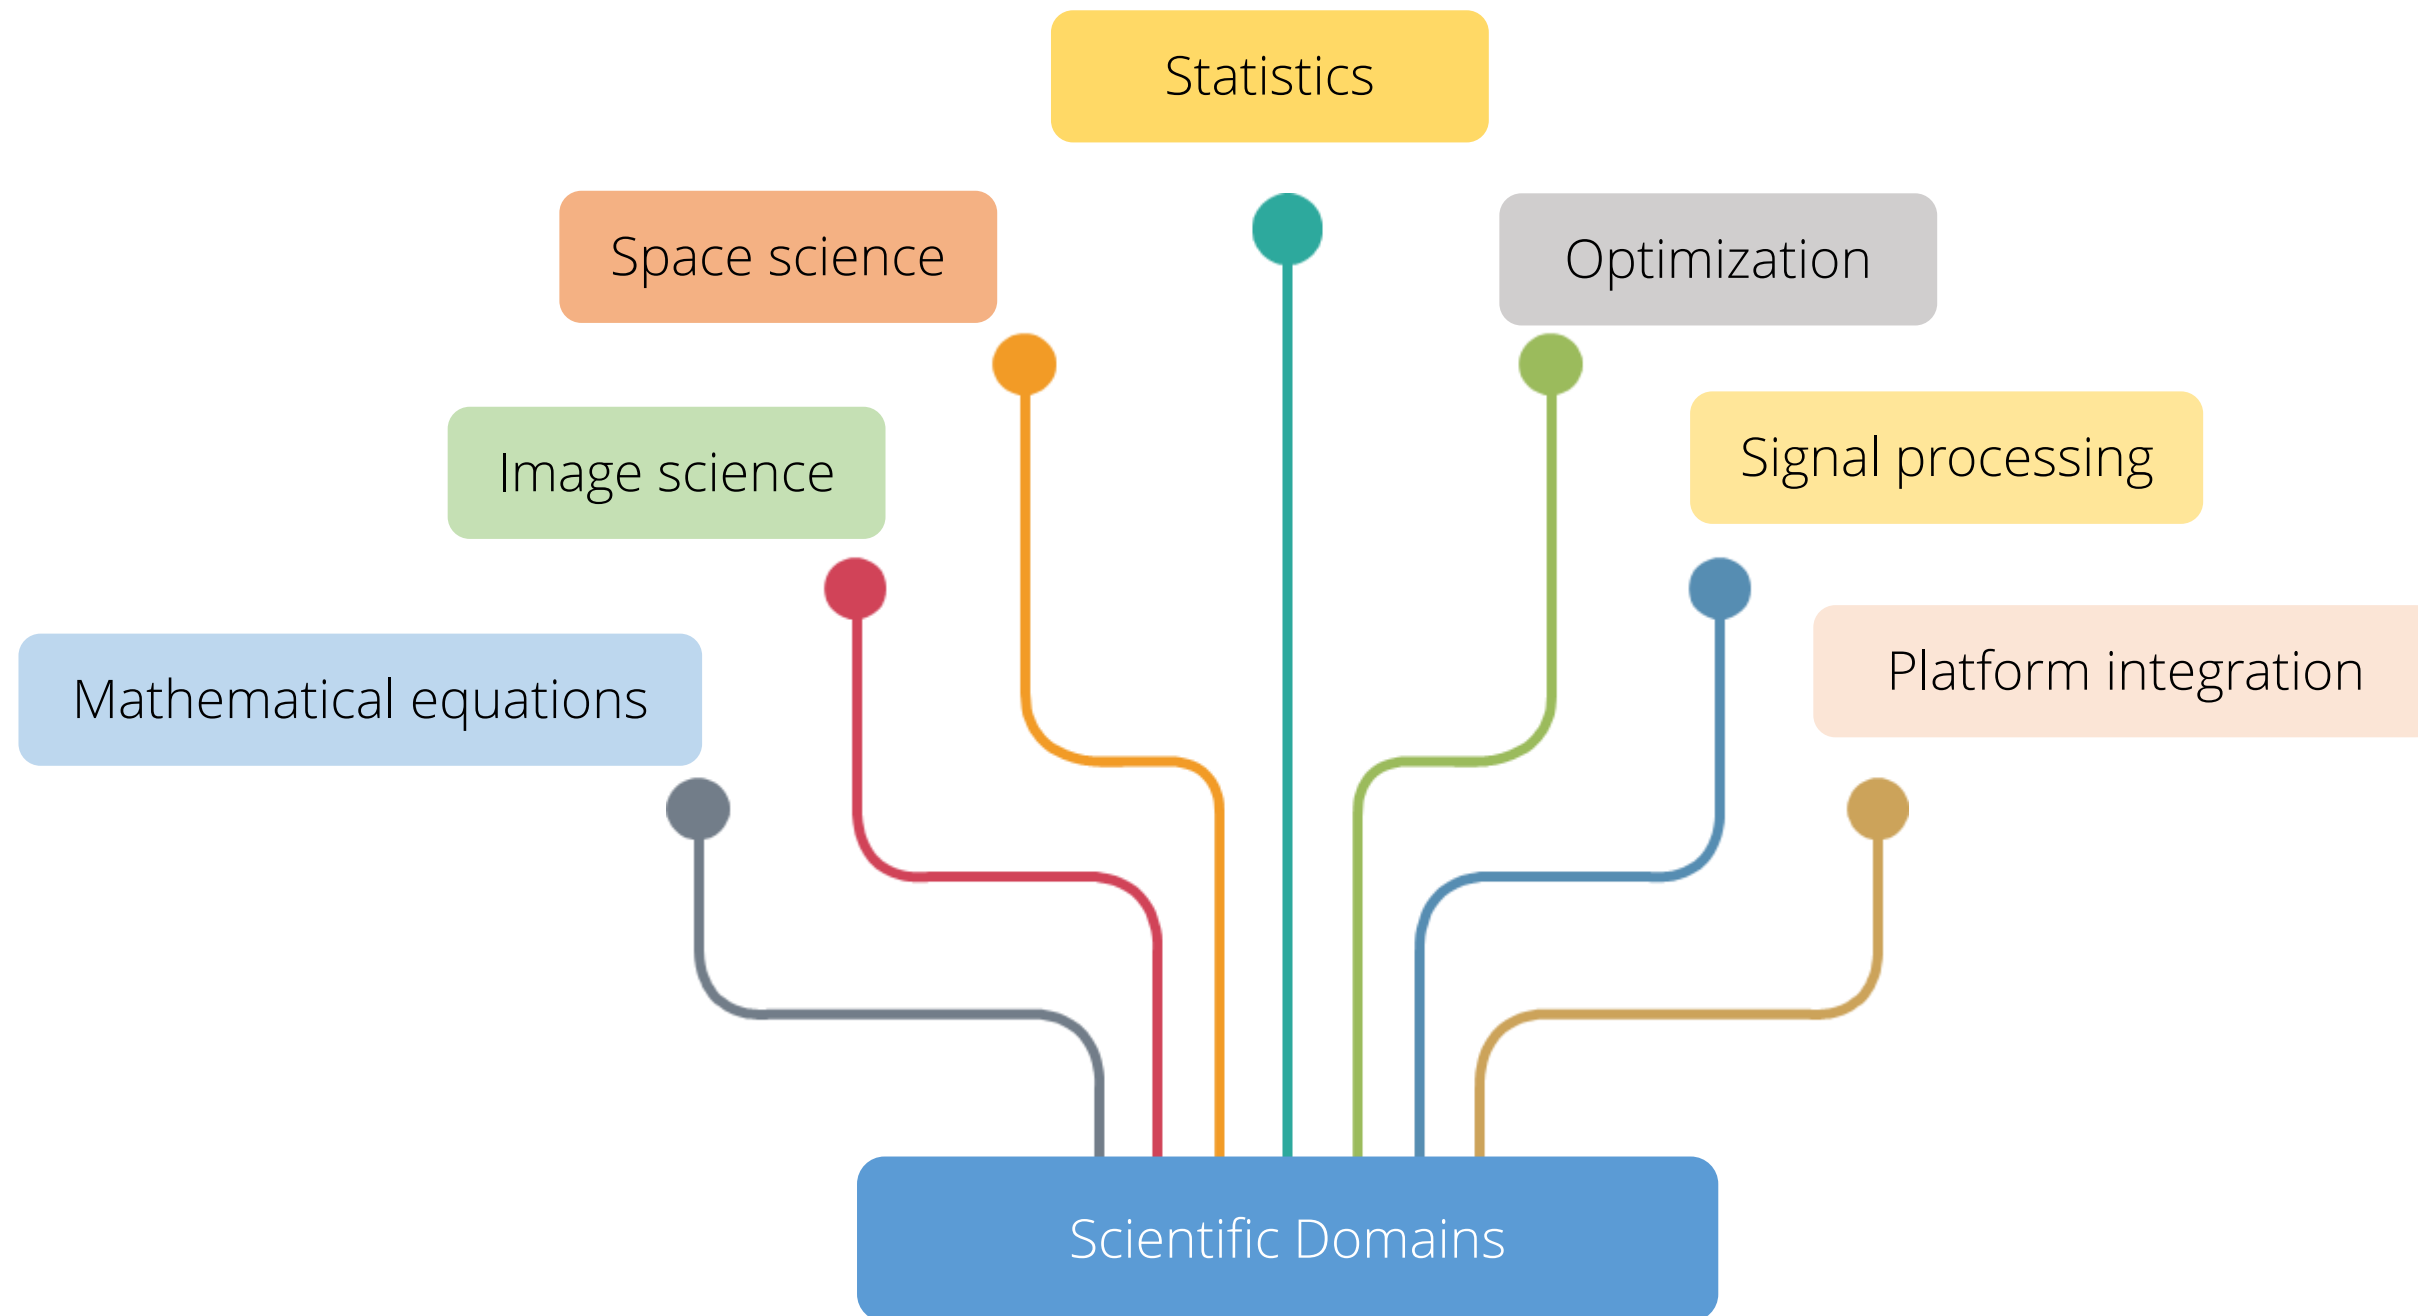 Statistics
Space science
Optimization
Image science
Signal processing
Mathematical equations
Platform integration
Scientific Domains